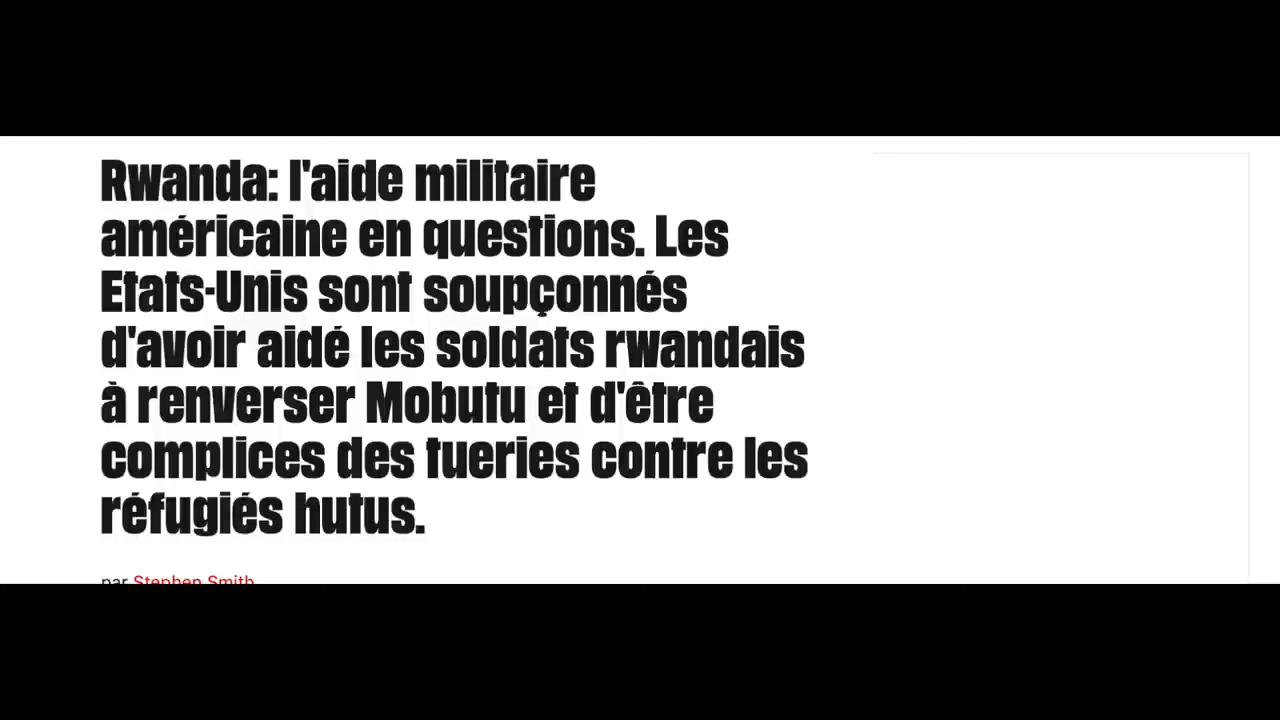 Rwanda: l'aide militaire
américaine en questions. Les
Etats-Unis sont soupçonnés
d'avoir aidé les soldats rwandais
à renverser Mobutu et d'être
complices des tueries contre les
réfugiés hutus.
par Stephen Smith